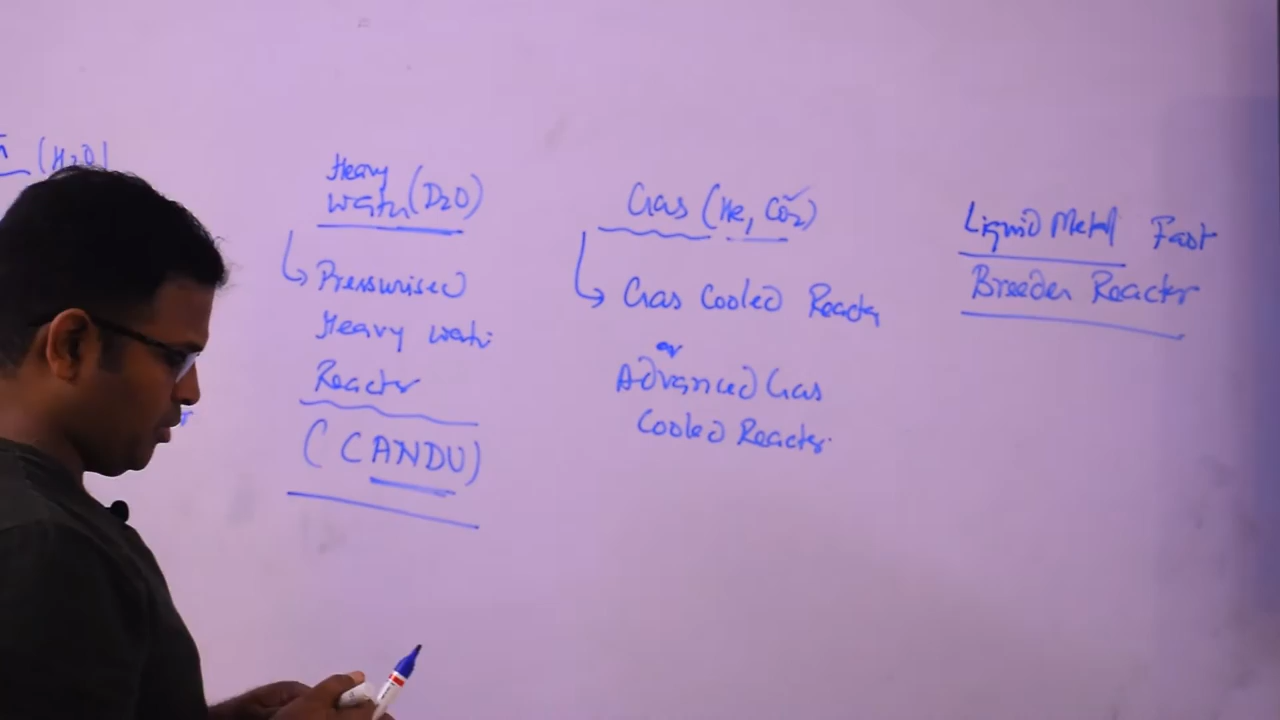 (H2O)
Heavy
water (D2O)
Pressurised
Heavy water
Reactor
(CANDU)
Gas (He, CO2)
Gas Cooled Reactor
or
Advanced Gas
Cooled Reactor
Liquid Metal Fast
Breeder Reactor